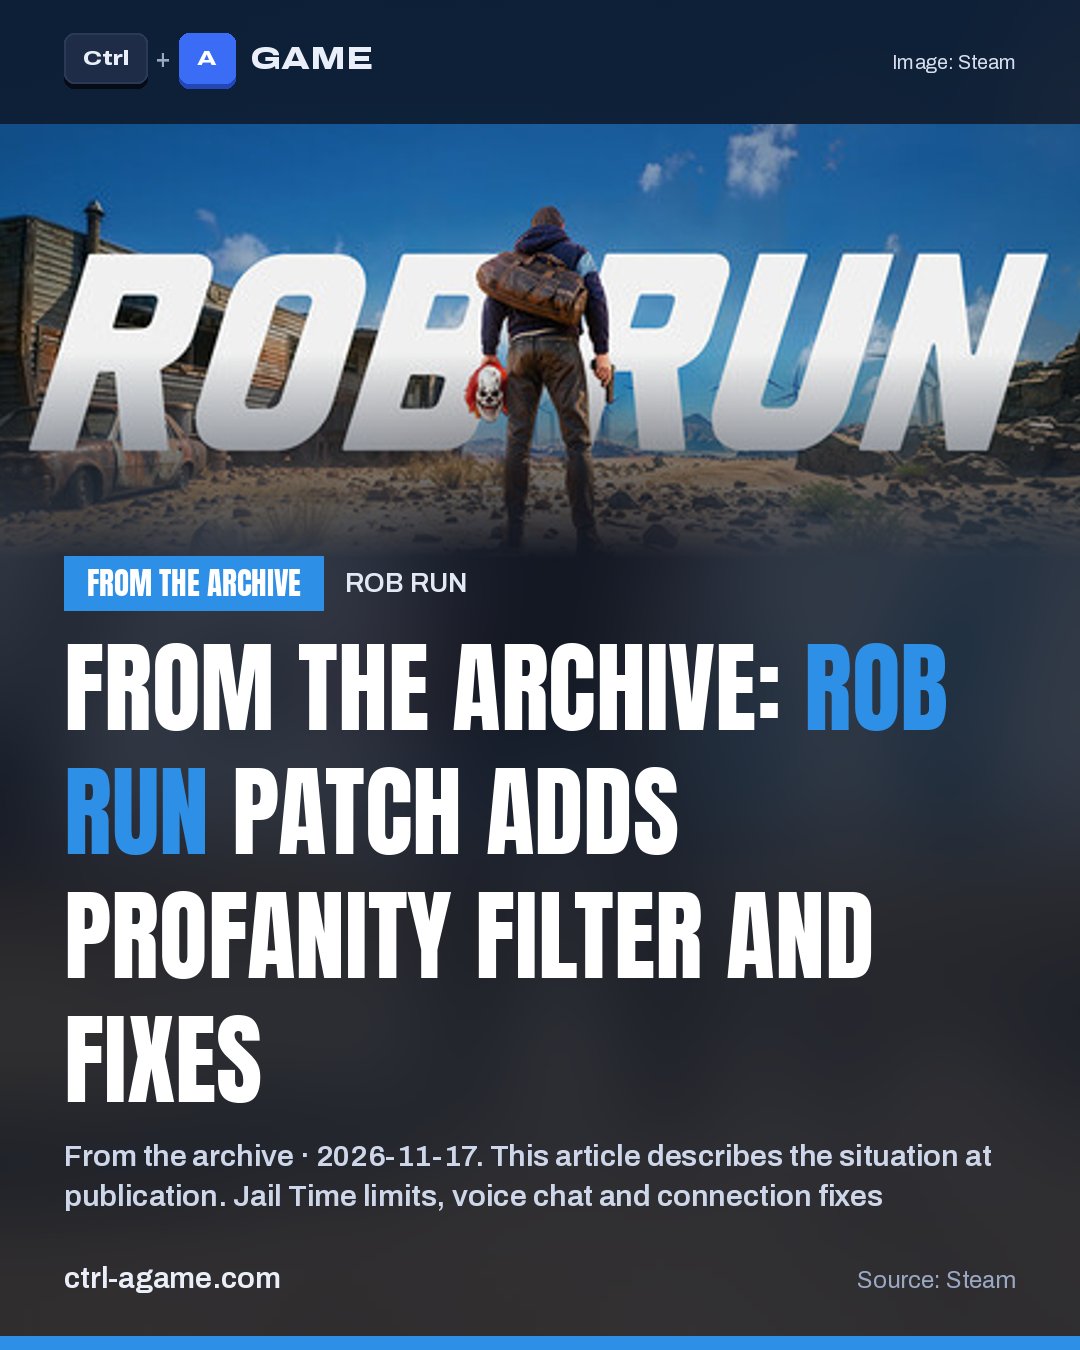 Ctrl + A GAME
Image: Steam
ROB RUN
FROM THE ARCHIVE ROB RUN
FROM THE ARCHIVE: ROB
RUN PATCH ADDS
PROFANITY FILTER AND
FIXES
From the archive · 2026-11-17. This article describes the situation at
publication. Jail Time limits, voice chat and connection fixes
ctrl-agame.com
Source: Steam